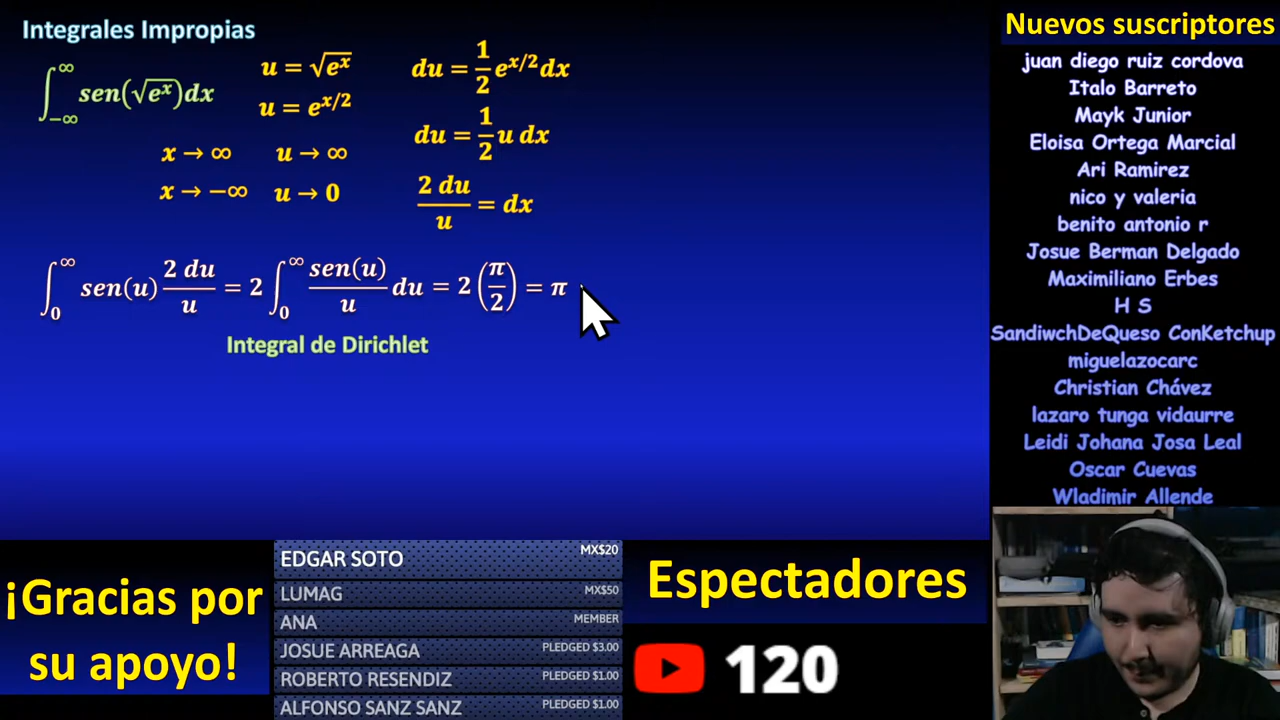 Integrales Impropias
∫_{-∞}^{∞} sen(√e^x)dx
u = √e^x
u = e^{x/2}
x → ∞ u → ∞
x → -∞ u → 0
du = 1/2 e^{x/2}dx
du = 1/2 u dx
2 du/u = dx
∫_0^∞ sen(u) 2 du/u = 2 ∫_0^∞ sen(u)/u du = 2(π/2) = π
Integral de Dirichlet
Nuevos suscriptores
juan diego ruiz cordova
Italo Barreto
Mayk Junior
Eloisa Ortega Marcial
Ari Ramirez
nico y valeria
benito antonio r
Josue Berman Delgado
Maximiliano Erbes
H S
SandiwchDeQueso ConKetchup
miguelazocarc
Christian Chávez
lazaro tunga vidaurre
Leidi Johana Josa Leal
Oscar Cuevas
Wladimir Allende
¡Gracias por
su apoyo!
EDGAR SOTO MX$20
LUMAG MX$50
ANA MEMBER
JOSUE ARREAGA PLEDGED $3.00
ROBERTO RESENDIZ PLEDGED $1.00
ALFONSO SANZ SANZ PLEDGED $1.00
Espectadores
120